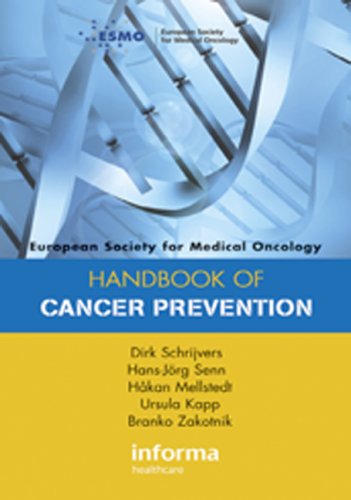 ESMO
European Society
for Medical Oncology
European Society for Medical Oncology
HANDBOOK OF
CANCER PREVENTION
Dirk Schrijvers
Hans-Jörg Senn
Håkan Mellstedt
Ursula Kapp
Branko Zakotnik
informa
healthcare